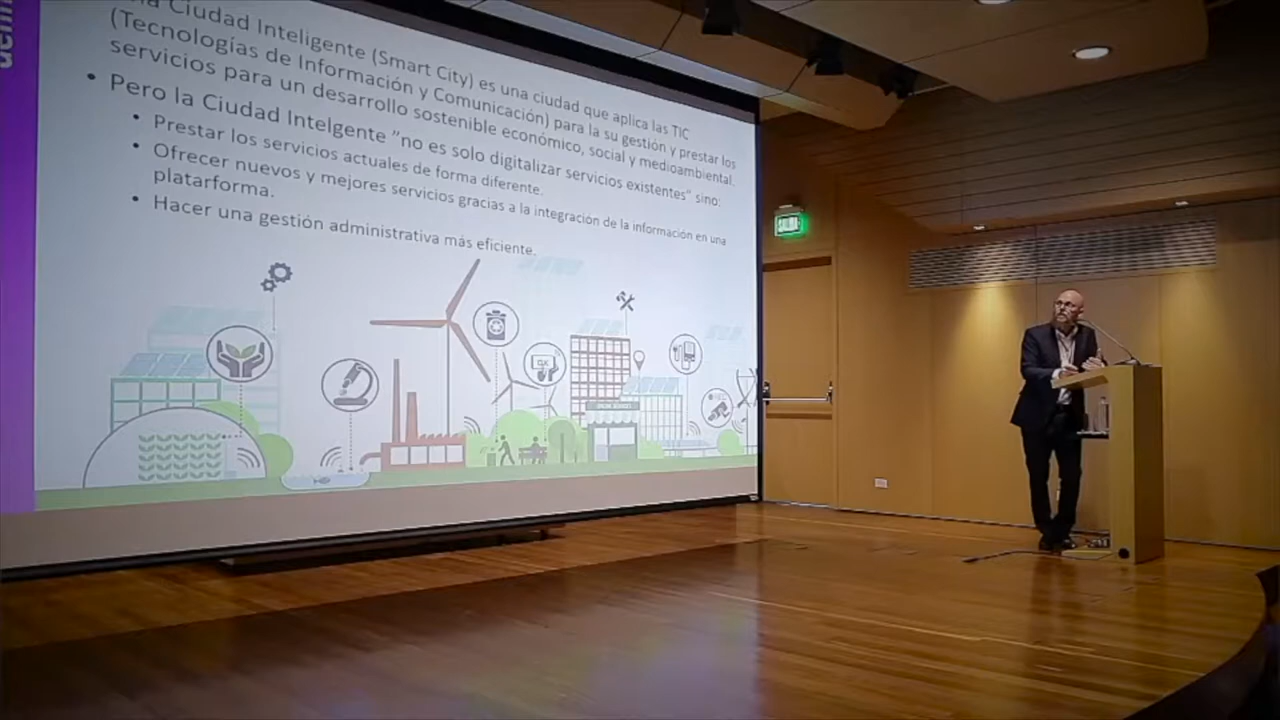 na Ciudad Inteligente (Smart City) es una ciudad que aplica las TIC
(Tecnologías de Información y Comunicación) para la su gestión y prestar los
servicios para un desarrollo sostenible económico, social y medioambiental.
• Pero la Ciudad Intelgente "no es solo digitalizar servicios existentes" sino:
• Prestar los servicios actuales de forma diferente.
• Ofrecer nuevos y mejores servicios gracias a la integración de la información en una
platarforma.
• Hacer una gestión administrativa más eficiente.
SALIDA